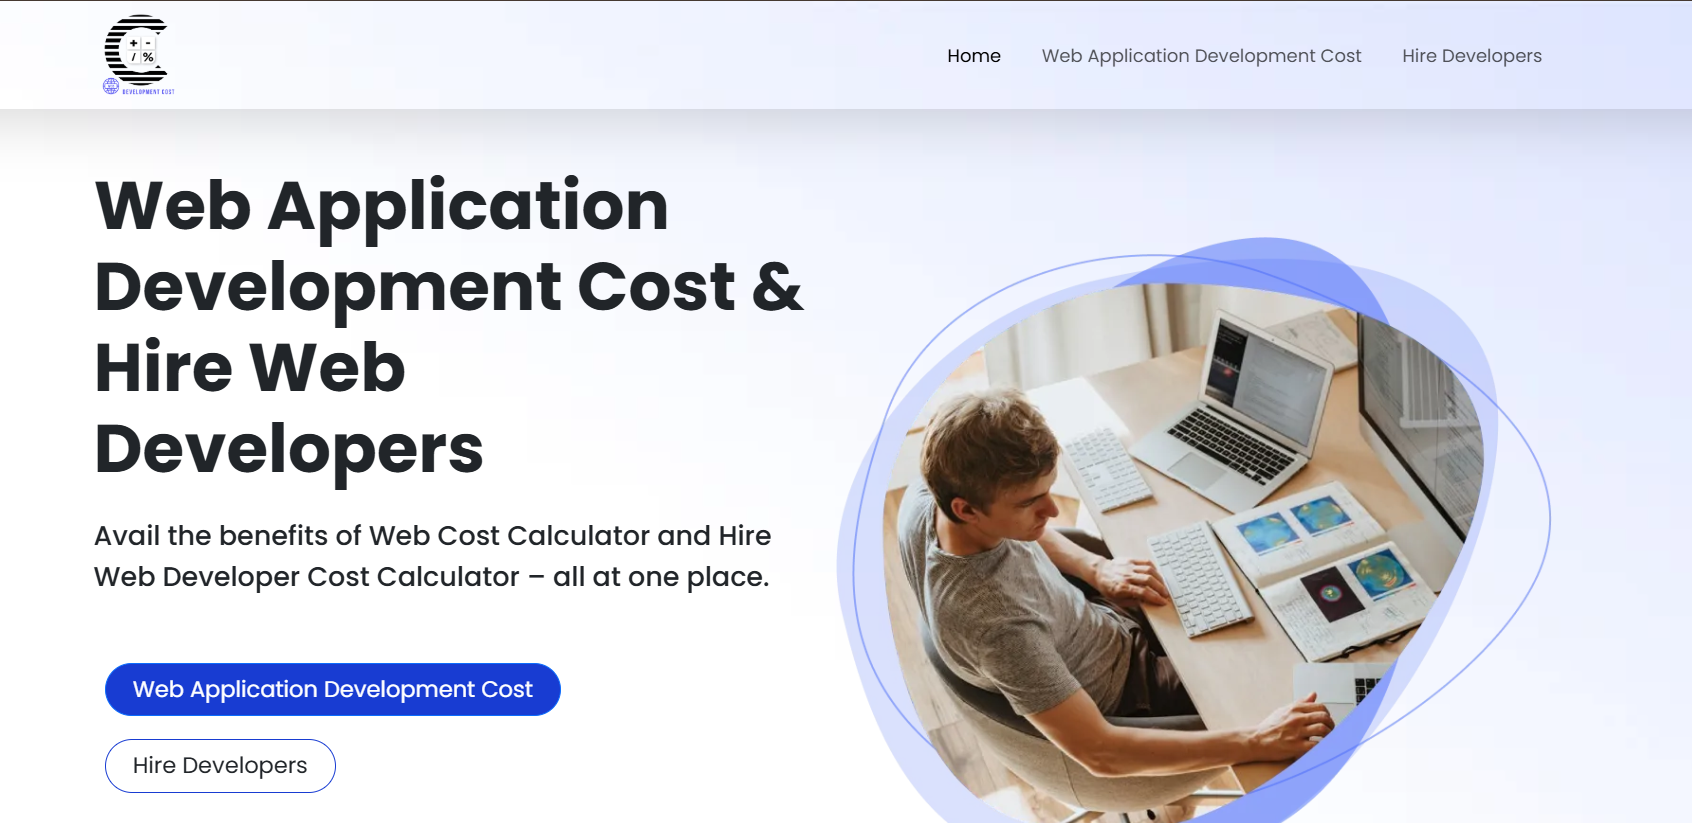 + -
/ %
DEVELOPMENT COST
Home Web Application Development Cost Hire Developers
Web Application
Development Cost &
Hire Web
Developers
Avail the benefits of Web Cost Calculator and Hire
Web Developer Cost Calculator – all at one place.
Web Application Development Cost
Hire Developers